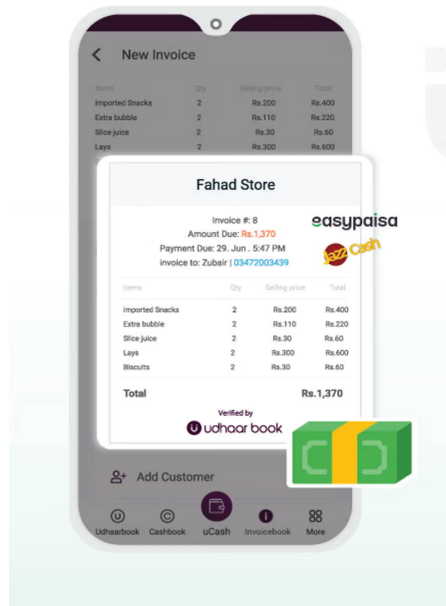 New Invoice
Items Qty Selling price Total
Imported Snacks 2 Rs.200 Rs.400
Extra bubble 2 Rs.110 Rs.220
Slice juice 2 Rs.30 Rs.60
Lays 2 Rs.300 Rs.600
Fahad Store
Invoice #: 8
Amount Due: Rs.1,370
Payment Due: 29. Jun . 5:47 PM
invoice to: Zubair | 03472003439
easypaisa
Jazz Cash
Items Qty Selling price Total
Imported Snacks 2 Rs.200 Rs.400
Extra bubble 2 Rs.110 Rs.220
Slice juice 2 Rs.30 Rs.60
Lays 2 Rs.300 Rs.600
Biscuits 2 Rs.30 Rs.60
Total Rs.1,370
Verified by
udhaar book
Add Customer
Udhaarbook Cashbook uCash Invoicebook More